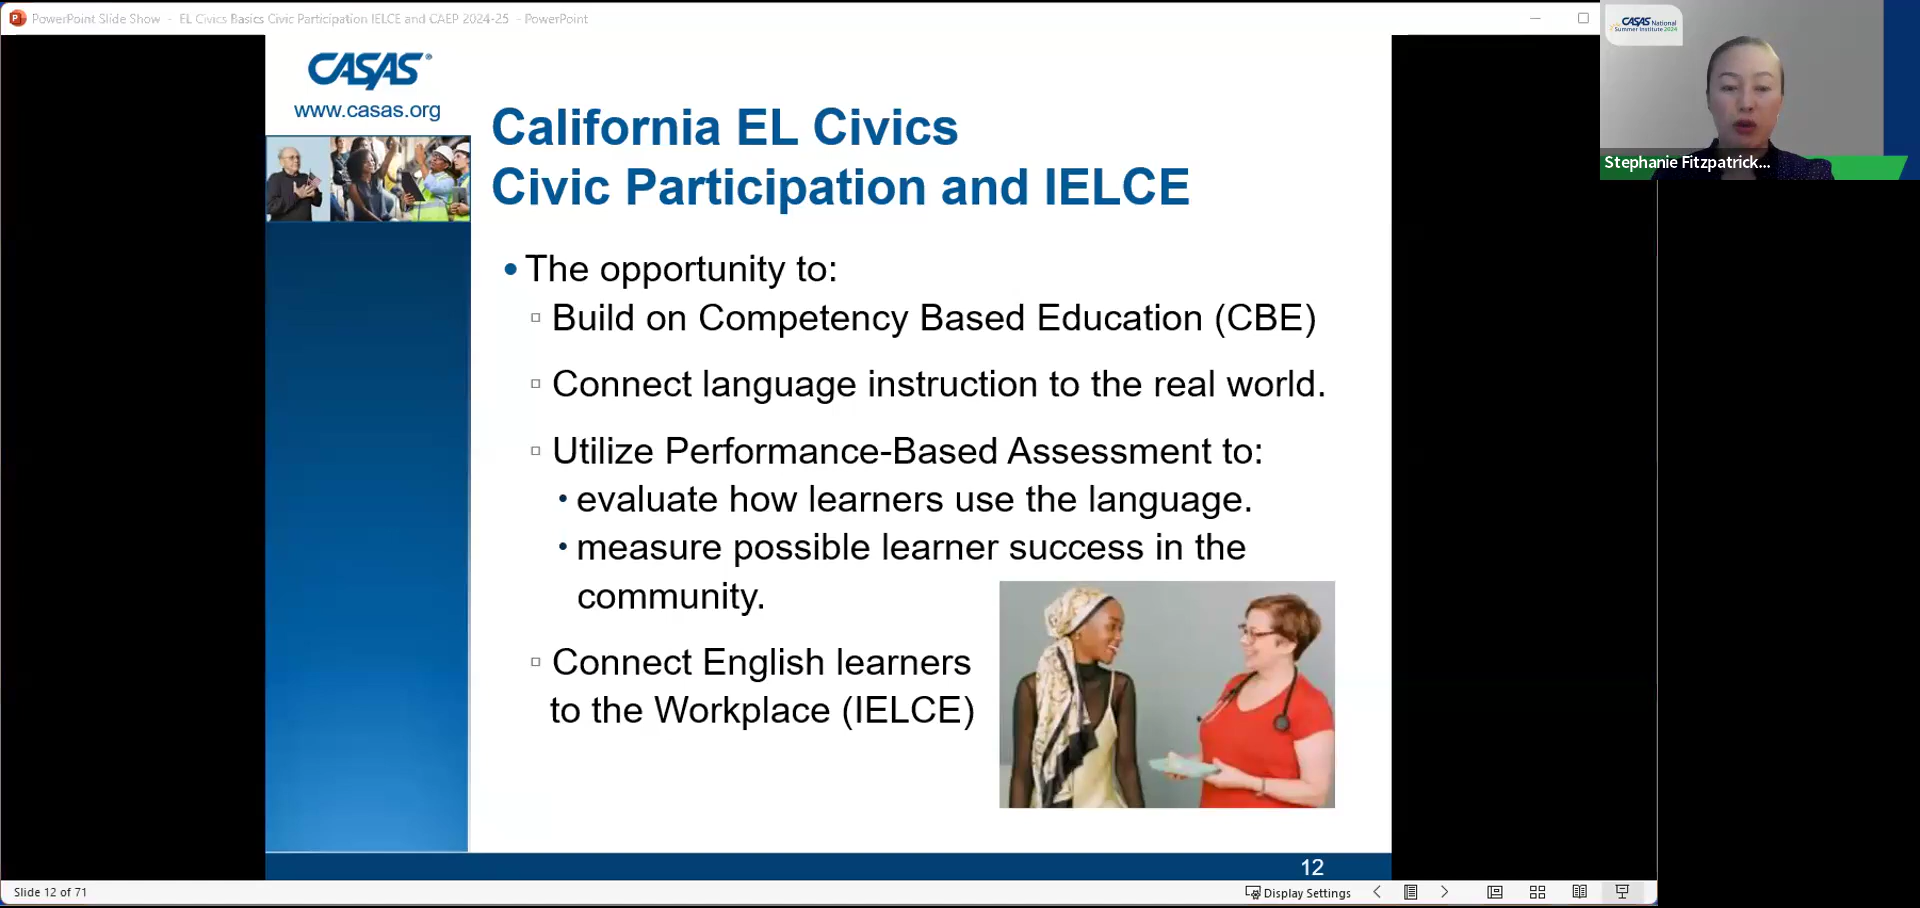 PowerPoint Slide Show - EL Civics Basics Civic Participation IELCE and CAEP 2024-25 - PowerPoint
CASAS®
www.casas.org
California EL Civics
Civic Participation and IELCE
• The opportunity to:
▫ Build on Competency Based Education (CBE)
▫ Connect language instruction to the real world.
▫ Utilize Performance-Based Assessment to:
• evaluate how learners use the language.
• measure possible learner success in the
community.
▫ Connect English learners
to the Workplace (IELCE)
12
CASAS National
Summer Institute 2024
Stephanie Fitzpatrick...
Slide 12 of 71
Display Settings